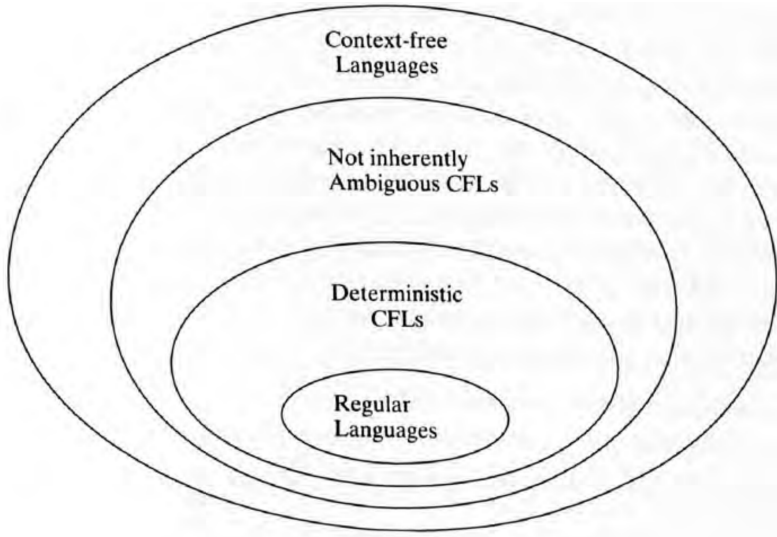 Context-free
Languages
Not inherently
Ambiguous CFLs
Deterministic
CFLs
Regular
Languages